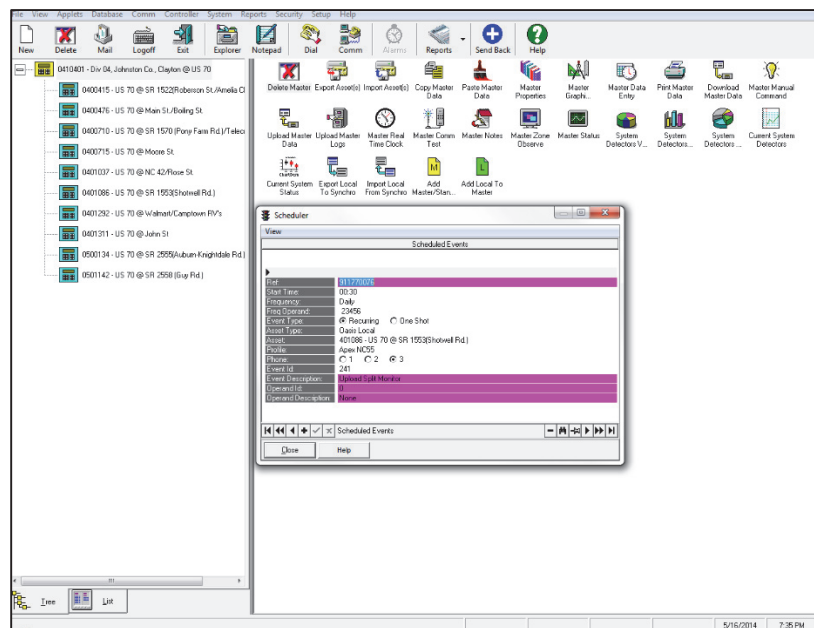 File View Applets Database Comm Controller System Reports Security Setup Help
New Delete Mail Logoff Exit Explorer Notepad Dial Comm Alarms Reports Send Back Help
0410401 - Div 04, Johnston Co., Clayton @ US 70
0400415 - US 70 @ SR 1522(Roberson St./Amelia Cl
0400476 - US 70 @ Main St./Boling St.
0400710 - US 70 @ SR 1570 (Pony Farm Rd.)/Telec
0400715 - US 70 @ Moore St.
0401037 - US 70 @ NC 42/Rose St.
0401086 - US 70 @ SR 1553(Shotwell Rd.)
0401292 - US 70 @ Walmart/Camptown RV's
0401311 - US 70 @ John St
0500134 - US 70 @ SR 2555(Auburn-Knightdale Rd.)
0501142 - US 70 @ SR 2558 (Guy Rd.)
Delete Master Export Asset(s) Import Asset(s) Copy Master Data Paste Master Data Master Properties Master Graphi... Master Data Entry Print Master Data Download Master Data Master Manual Command
Upload Master Data Upload Master Logs Master Real Time Clock Master Comm Test Master Notes Master Zone Observe Master Status System Detectors V... System Detectors... System Detectors ... Current System Detectors
Current System Status Export Local To Synchro Import Local From Synchro Add Master/Stan... Add Local To Master
Scheduler
View
Scheduled Events
Ref: 911770076
Start Time: 00:30
Frequency: Daily
Freq Operand: 23456
Event Type: Recurring One Shot
Asset Type: Oasis Local
Asset: 401086 - US 70 @ SR 1553(Shotwell Rd.)
Profile: Apex NC55
Phone: 1 2 3
Event Id: 241
Event Description: Upload Split Monitor
Operand Id: 0
Operand Description: None
Scheduled Events
Close Help
Tree List
5/16/2014 7:35 PM